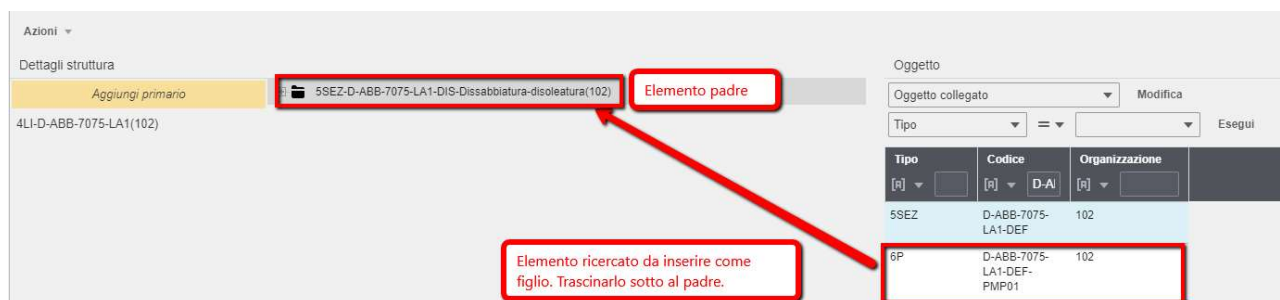 Azioni
Dettagli struttura
Aggiungi primario
4LI-D-ABB-7075-LA1(102)
5SEZ-D-ABB-7075-LA1-DIS-Dissabbiatura-disoleatura(102)
Elemento padre
Elemento ricercato da inserire come
figlio. Trascinarlo sotto al padre.
Oggetto
Oggetto collegato
Modifica
Tipo = Esegui
Tipo Codice Organizzazione
[A] [A] D-AI [A]
5SEZ D-ABB-7075- 102
LA1-DEF
6P D-ABB-7075- 102
LA1-DEF-
PMP01